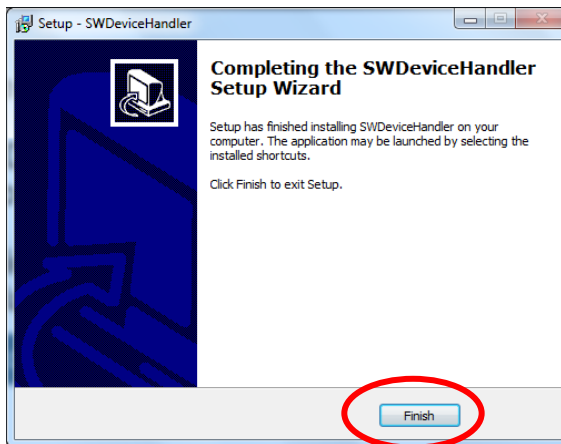 Setup - SWDeviceHandler
Completing the SWDeviceHandler
Setup Wizard
Setup has finished installing SWDeviceHandler on your
computer. The application may be launched by selecting the
installed shortcuts.
Click Finish to exit Setup.
Finish